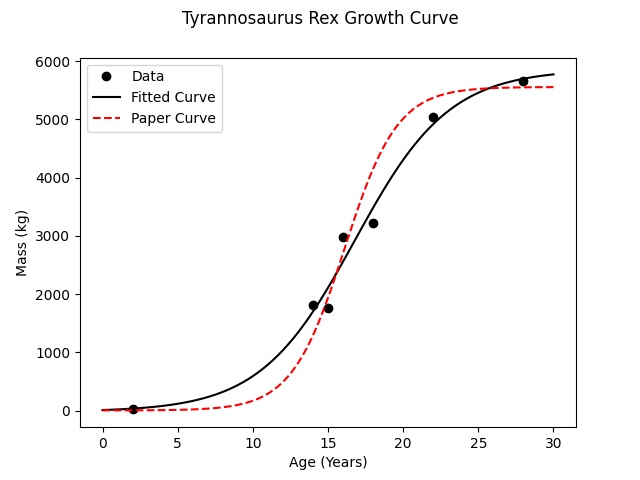 Tyrannosaurus Rex Growth Curve
Data
Fitted Curve
Paper Curve
6000
5000
4000
3000
2000
1000
0
Mass (kg)
0 5 10 15 20 25 30
Age (Years)